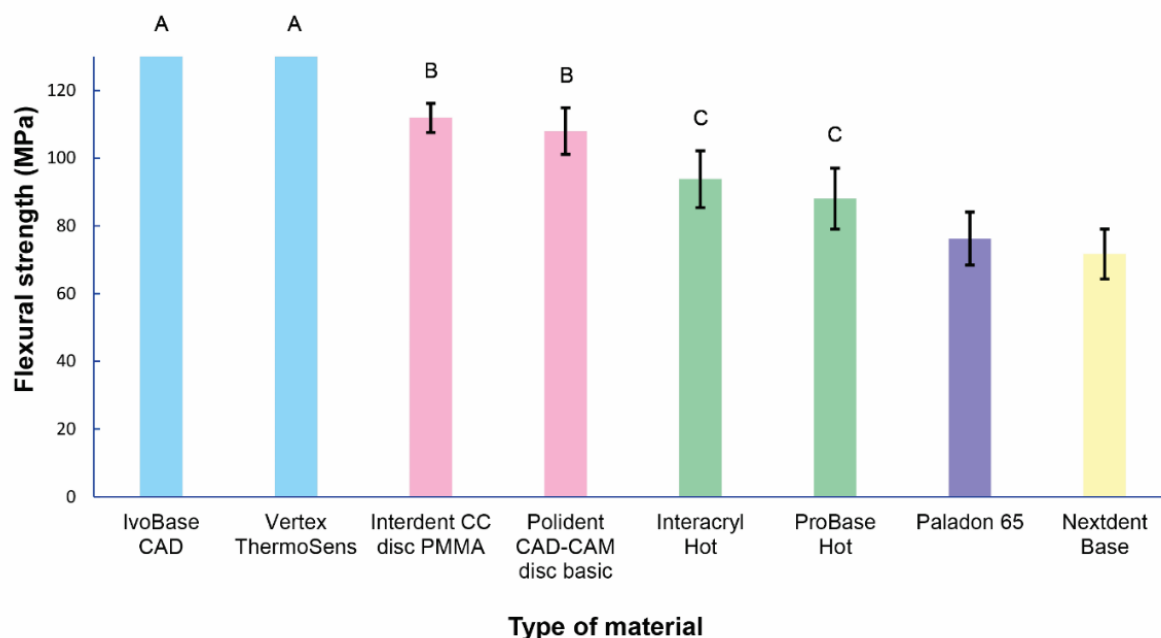 A A
B B
C C
Flexural strength (MPa)
120
100
80
60
40
20
0
IvoBase
CAD
Vertex
ThermoSens
Interdent CC
disc PMMA
Polident
CAD-CAM
disc basic
Interacryl
Hot
ProBase
Hot
Paladon 65
Nextdent
Base
Type of material